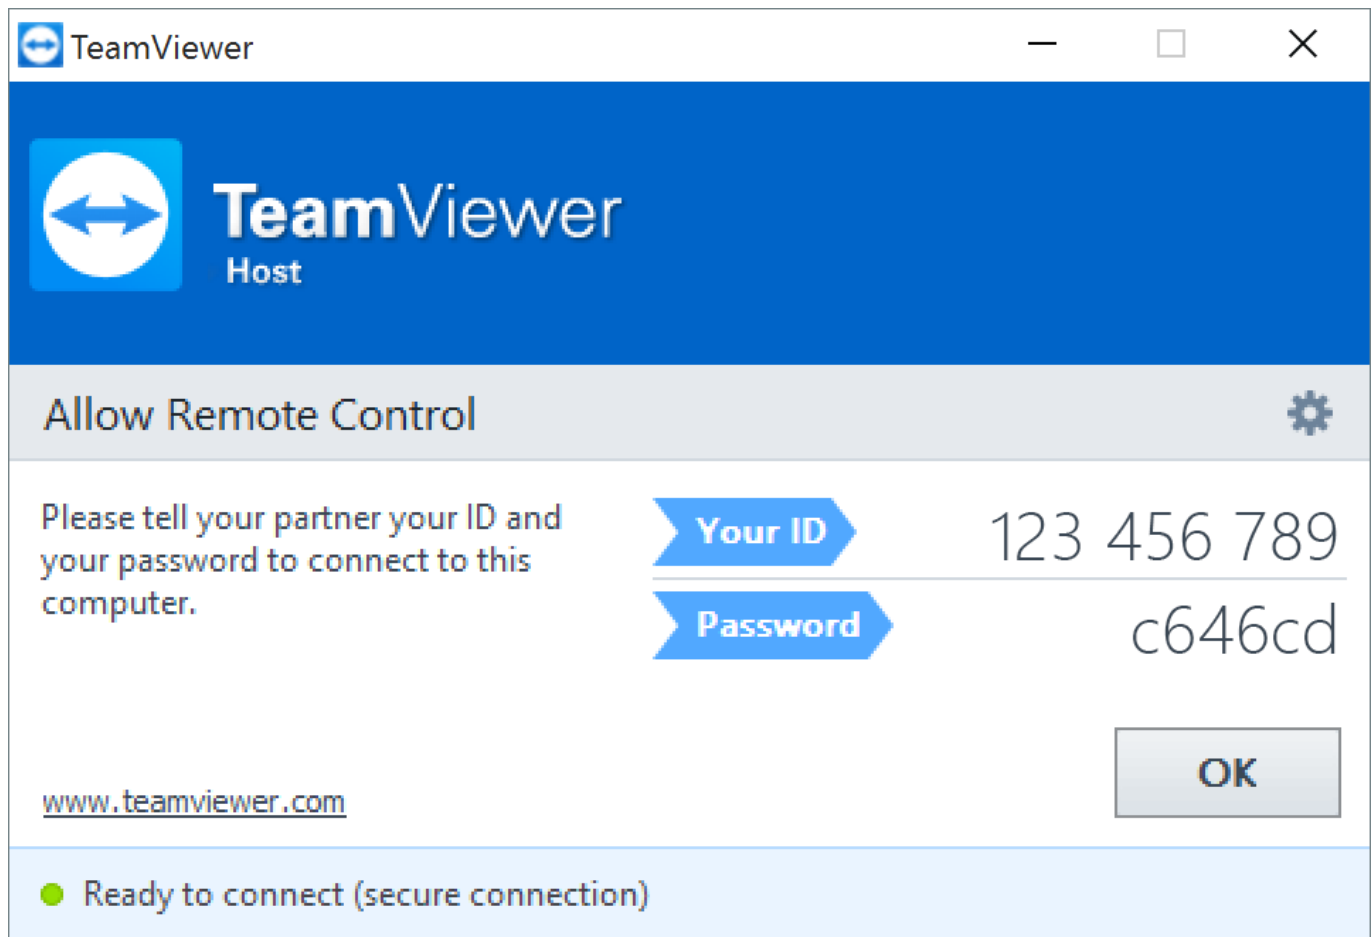 TeamViewer
TeamViewer
Host
Allow Remote Control
Please tell your partner your ID and
your password to connect to this
computer.
Your ID 123 456 789
Password c646cd
OK
www.teamviewer.com
Ready to connect (secure connection)